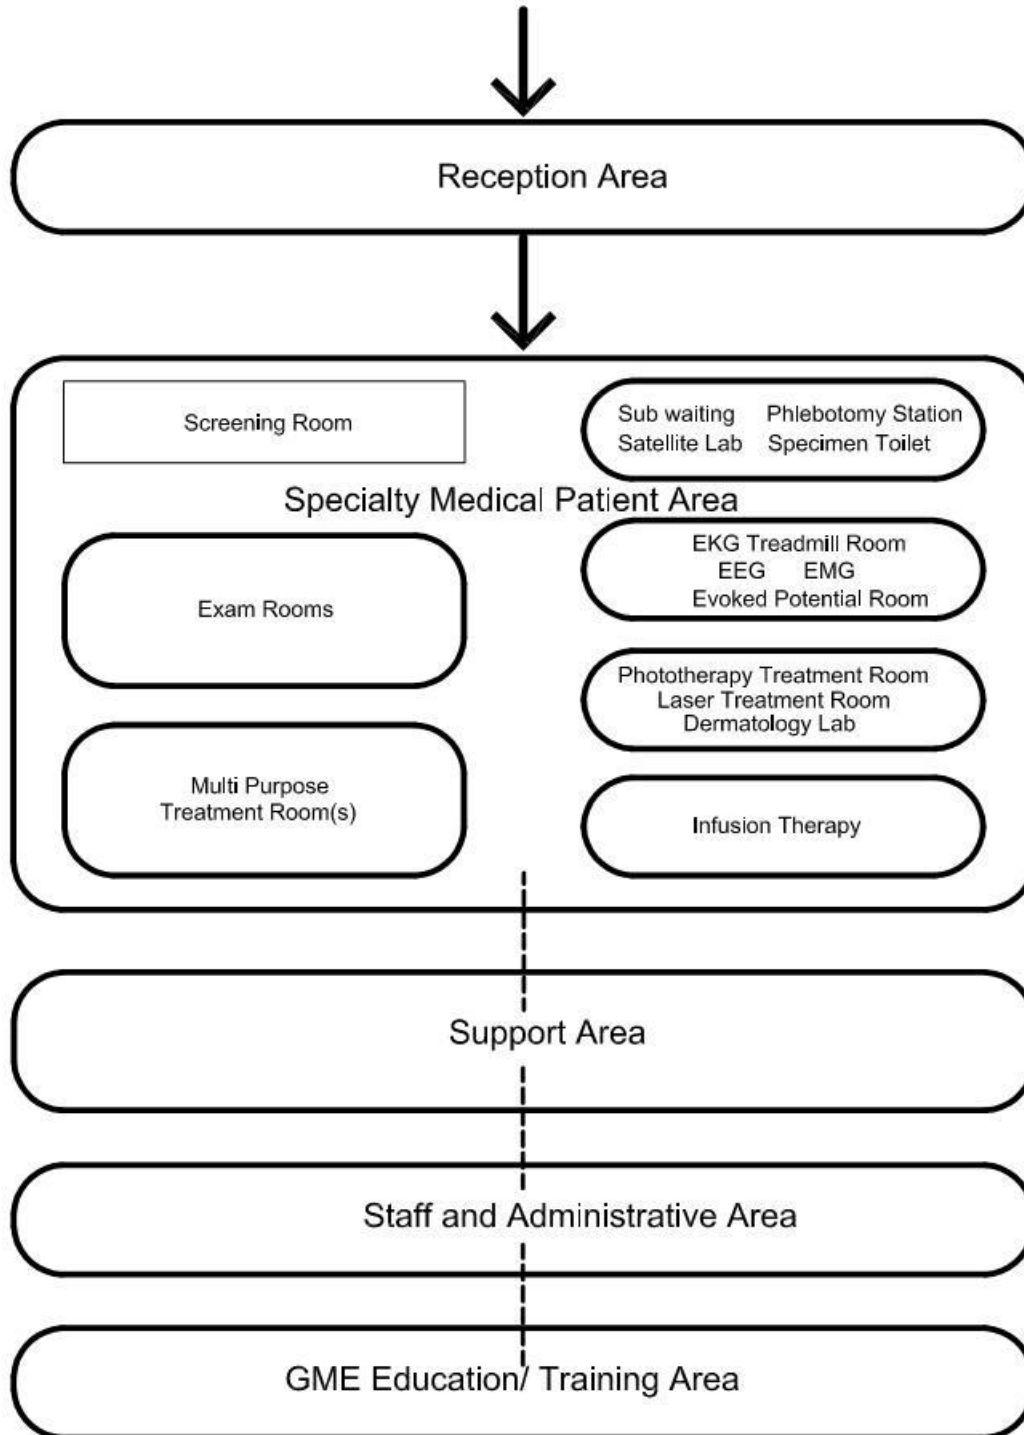 Reception Area
Screening Room
Sub waiting Phlebotomy Station
Satellite Lab Specimen Toilet
Specialty Medical Patient Area
Exam Rooms
EKG Treadmill Room
EEG EMG
Evoked Potential Room
Phototherapy Treatment Room
Laser Treatment Room
Dermatology Lab
Multi Purpose
Treatment Room(s)
Infusion Therapy
Support Area
Staff and Administrative Area
GME Education/ Training Area